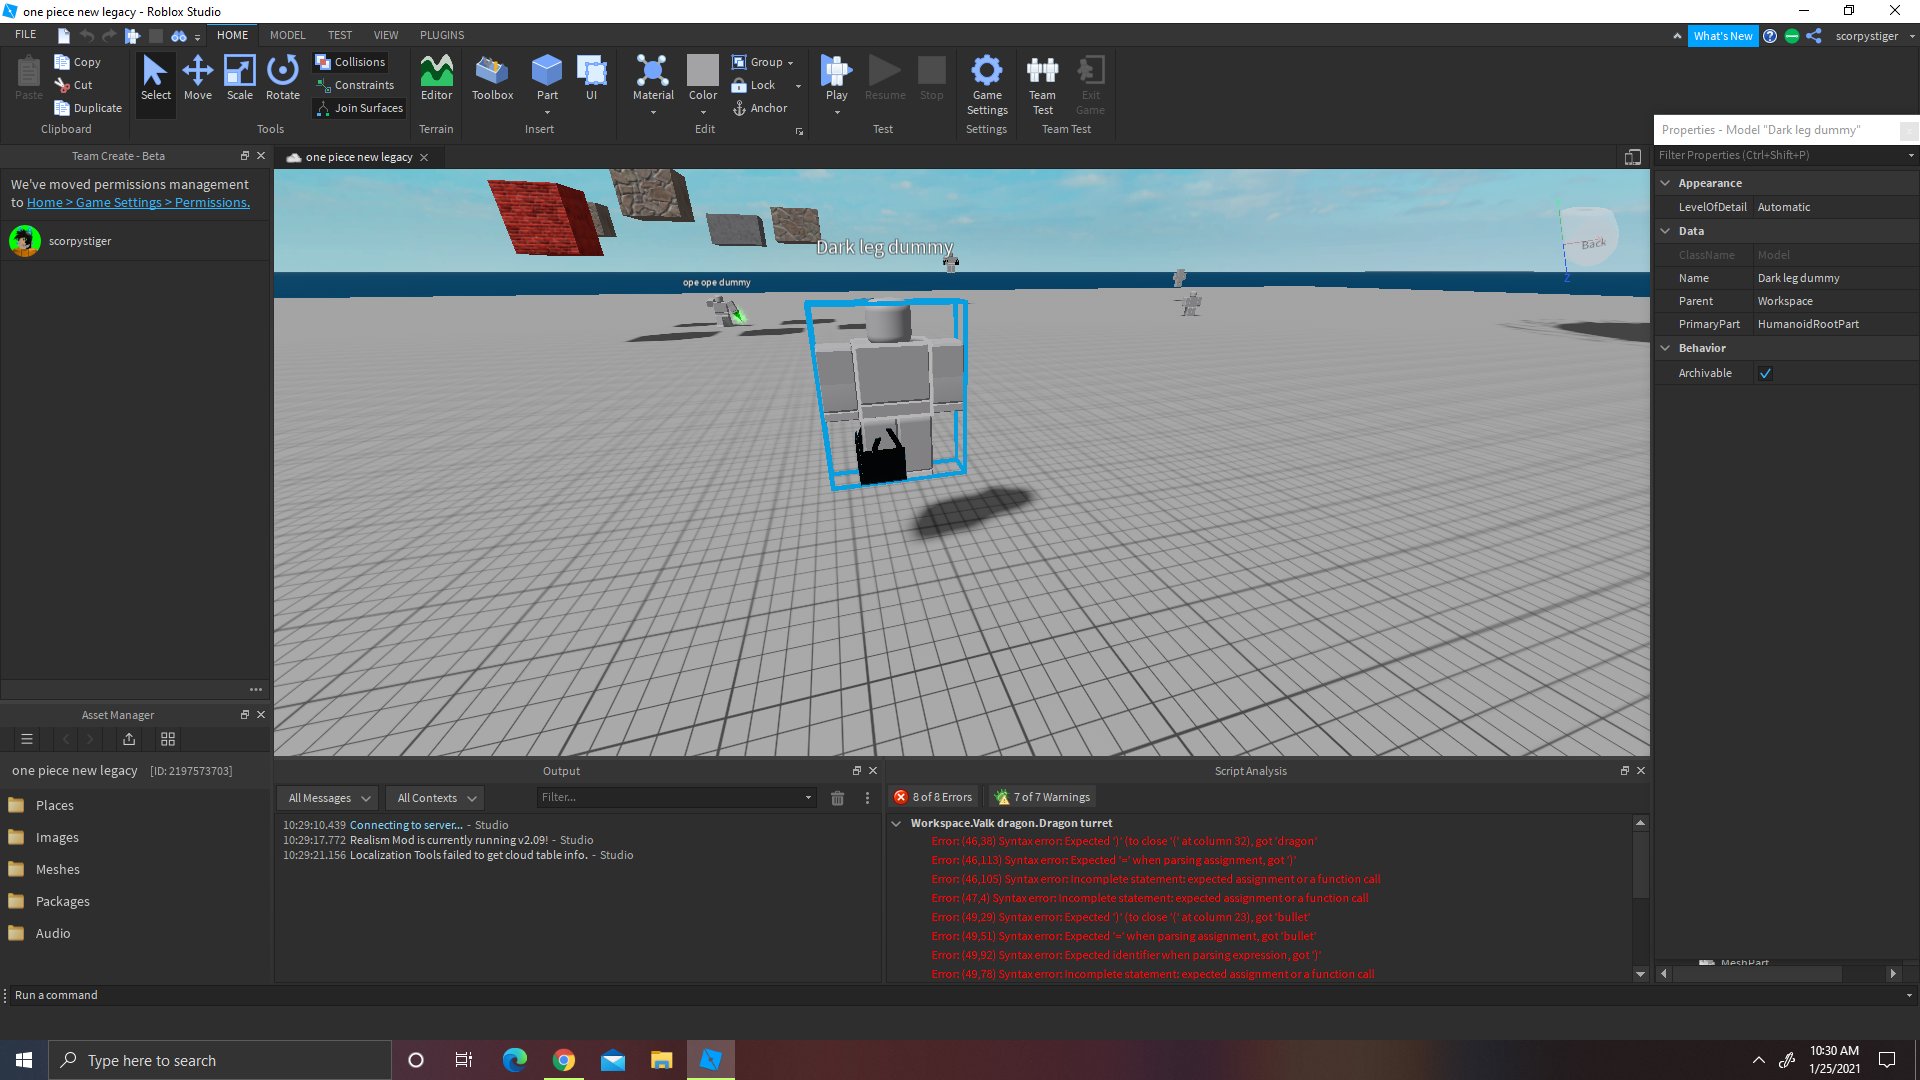 one piece new legacy - Roblox Studio
FILE
HOME
MODEL
TEST
VIEW
PLUGINS
What's New
scorpystiger
Paste
Copy
Cut
Duplicate
Clipboard
Select
Move
Scale
Rotate
Collisions
Constraints
Join Surfaces
Tools
Editor
Terrain
Toolbox
Part
UI
Insert
Material
Color
Group
Lock
Anchor
Edit
Play
Resume
Stop
Test
Game
Settings
Settings
Team
Test
Exit
Game
Team Test
Team Create - Beta
We've moved permissions management
to Home > Game Settings > Permissions.
scorpystiger
one piece new legacy
Dark leg dummy
ope ope dummy
Back
Z
Properties - Model "Dark leg dummy"
Filter Properties (Ctrl+Shift+P)
Appearance
LevelOfDetail Automatic
Data
ClassName Model
Name Dark leg dummy
Parent Workspace
PrimaryPart HumanoidRootPart
Behavior
Archivable
MeshPart
Asset Manager
one piece new legacy [ID: 2197573703]
Places
Images
Meshes
Packages
Audio
Output
All Messages
All Contexts
Filter...
10:29:10.439 Connecting to server... - Studio
10:29:17.772 Realism Mod is currently running v2.09! - Studio
10:29:21.156 Localization Tools failed to get cloud table info. - Studio
Script Analysis
8 of 8 Errors
7 of 7 Warnings
Workspace.Valk dragon.Dragon turret
Error: (46,38) Syntax error: Expected ')' (to close '(' at column 32), got 'dragon'
Error: (46,113) Syntax error: Expected '=' when parsing assignment, got ')'
Error: (46,105) Syntax error: Incomplete statement: expected assignment or a function call
Error: (47,4) Syntax error: Incomplete statement: expected assignment or a function call
Error: (49,29) Syntax error: Expected ')' (to close '(' at column 23), got 'bullet'
Error: (49,51) Syntax error: Expected '=' when parsing assignment, got 'bullet'
Error: (49,92) Syntax error: Expected identifier when parsing expression, got ')'
Error: (49,78) Syntax error: Incomplete statement: expected assignment or a function call
Run a command
Type here to search
10:30 AM
1/25/2021